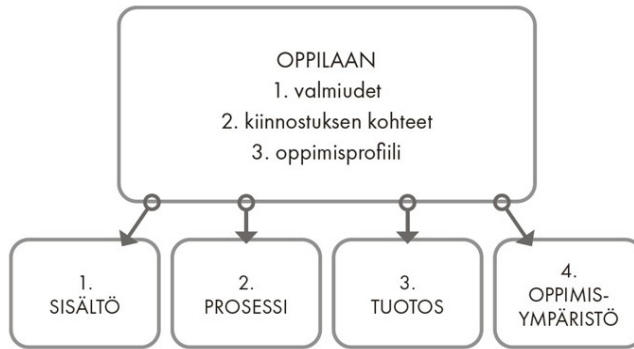 OPPILAAN
1. valmiudet
2. kiinnostuksen kohteet
3. oppimisprofiili
1.
SISÄLTÖ
2.
PROSESSI
3.
TUOTOS
4.
OPPIMIS-
YMPÄRISTÖ